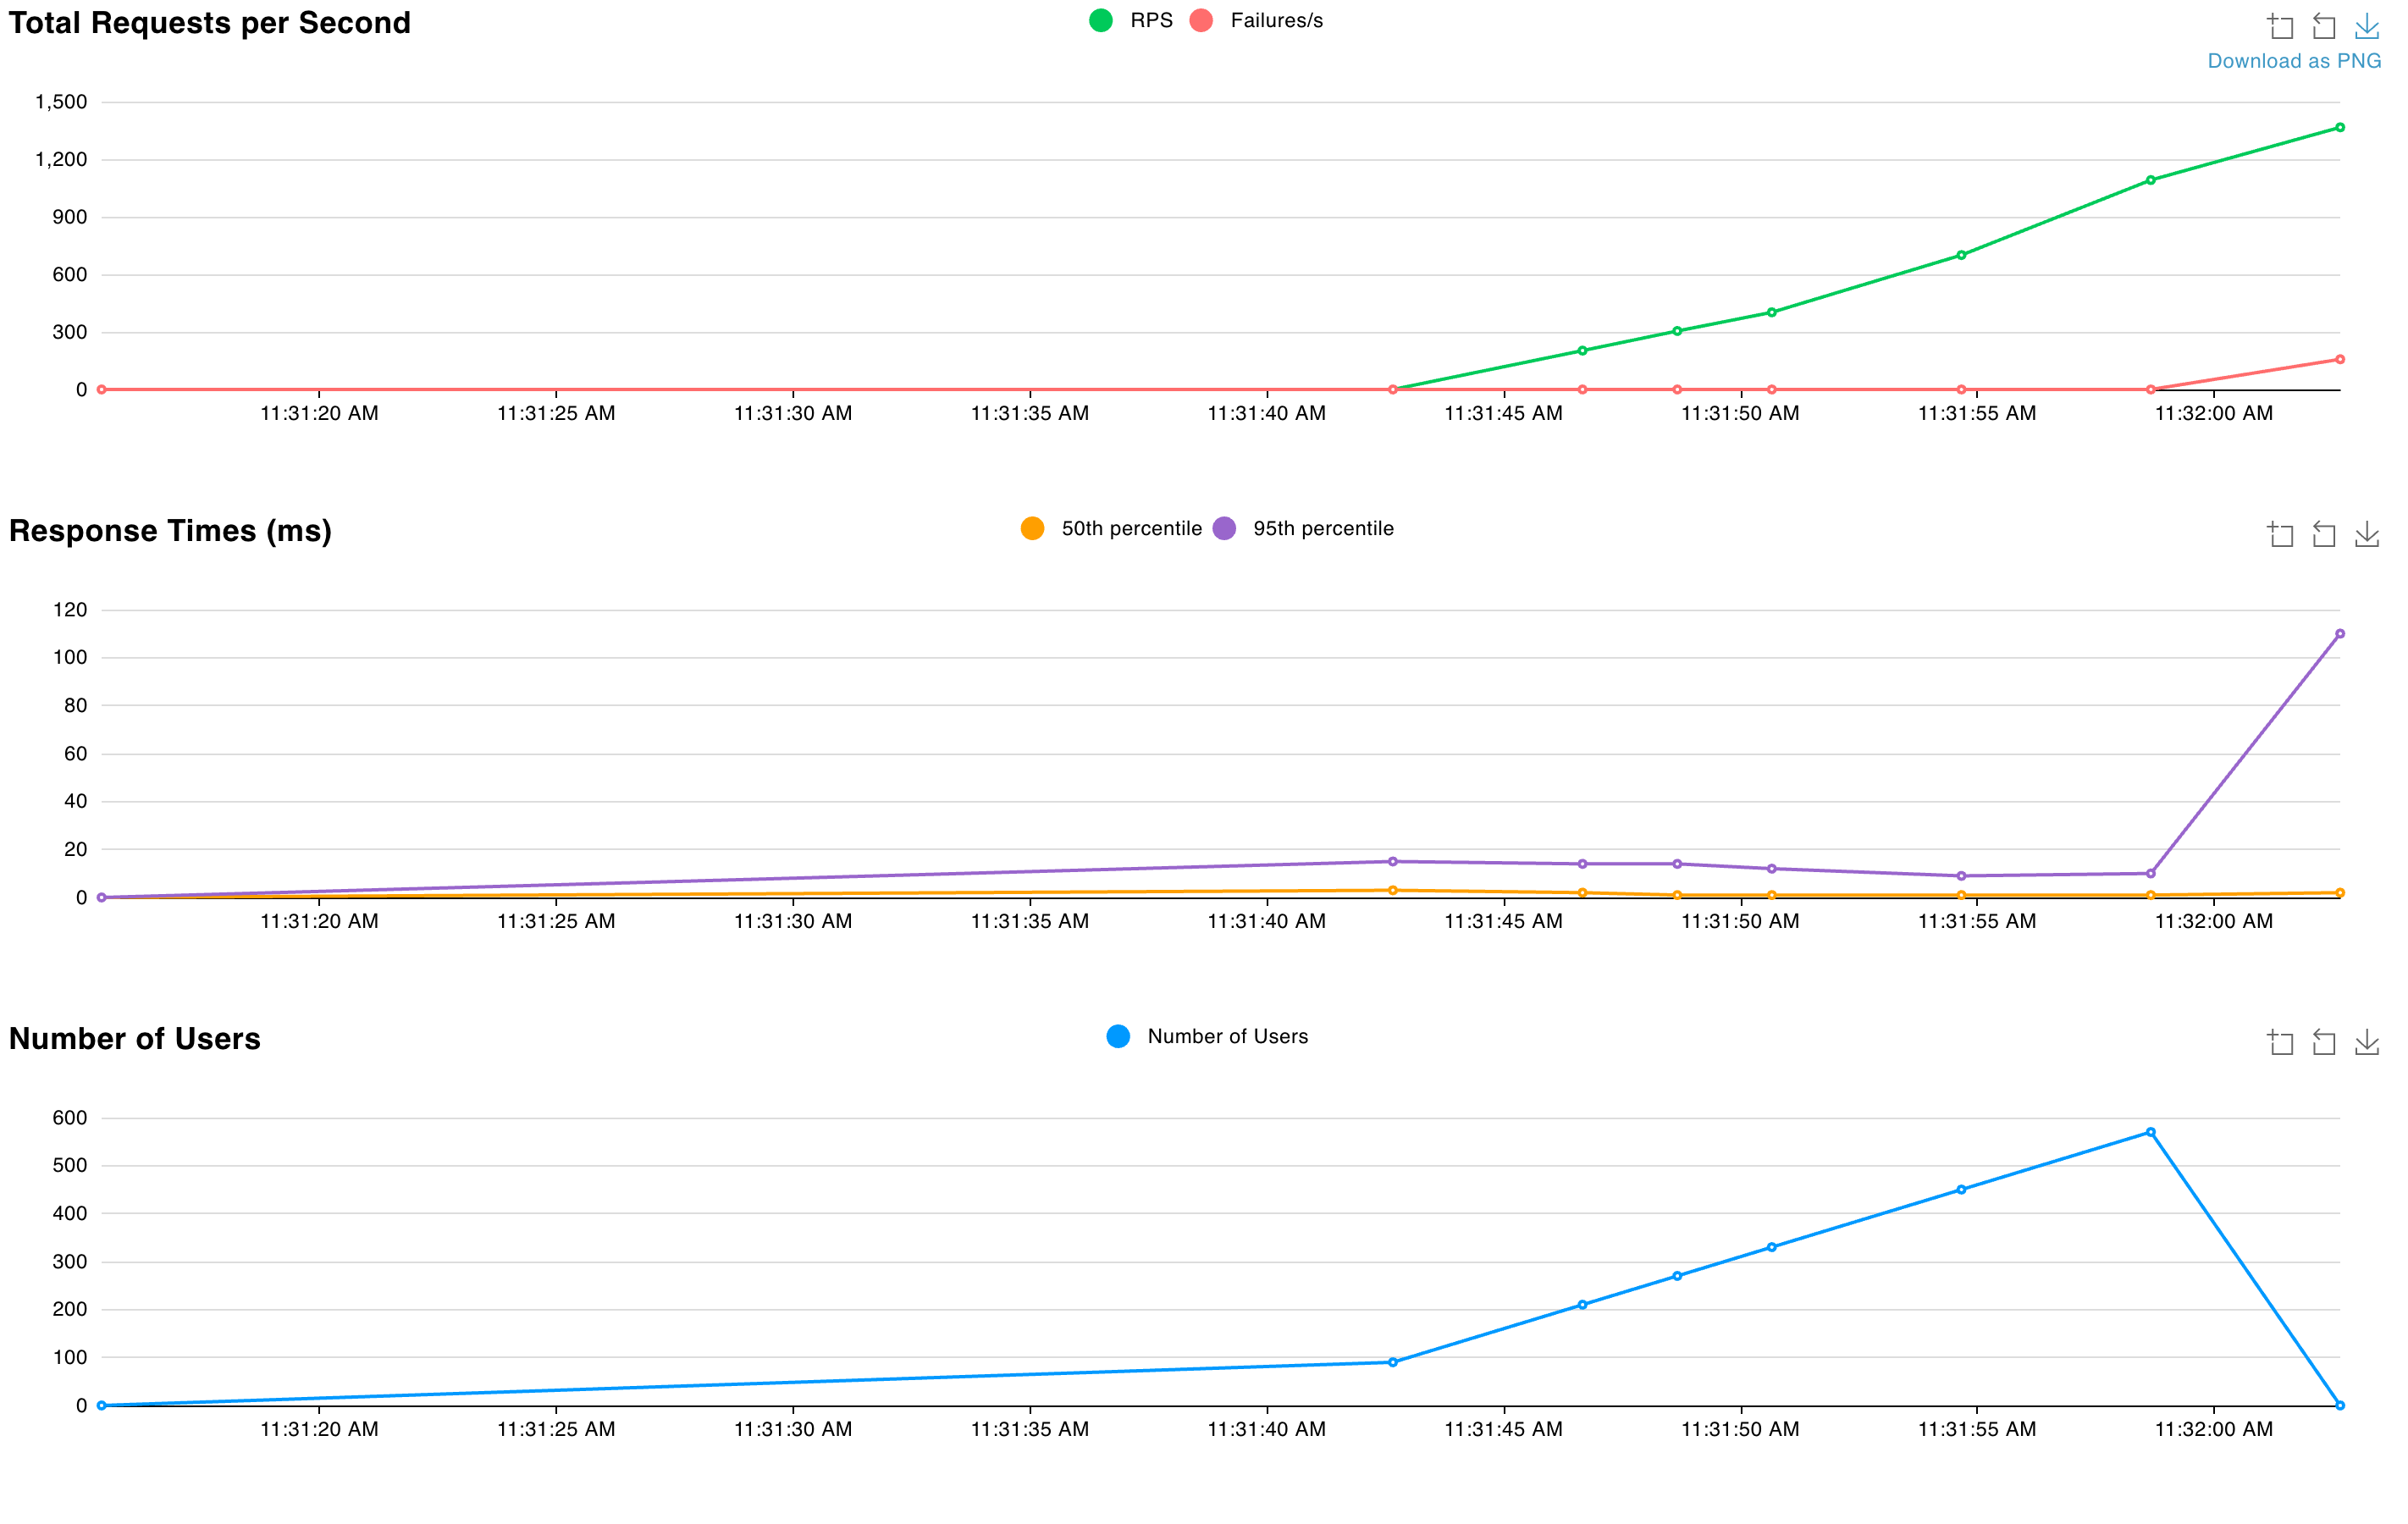 Total Requests per Second
RPS Failures/s
Download as PNG
1,500
1,200
900
600
300
0
11:31:20 AM 11:31:25 AM 11:31:30 AM 11:31:35 AM 11:31:40 AM 11:31:45 AM 11:31:50 AM 11:31:55 AM 11:32:00 AM
Response Times (ms)
50th percentile 95th percentile
120
100
80
60
40
20
0
11:31:20 AM 11:31:25 AM 11:31:30 AM 11:31:35 AM 11:31:40 AM 11:31:45 AM 11:31:50 AM 11:31:55 AM 11:32:00 AM
Number of Users
Number of Users
600
500
400
300
200
100
0
11:31:20 AM 11:31:25 AM 11:31:30 AM 11:31:35 AM 11:31:40 AM 11:31:45 AM 11:31:50 AM 11:31:55 AM 11:32:00 AM